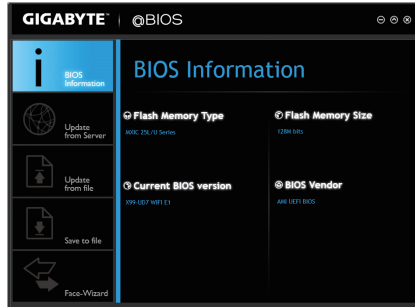 GIGABYTE™ @BIOS
BIOS
Information
Update
from Server
Update
from file
Save to file
Face-Wizard
BIOS Information
Flash Memory Type
MXIC 25L/U Series
Flash Memory Size
128M bits
Current BIOS version
X99-UD7 WIFI E1
BIOS Vendor
AMI UEFI BIOS